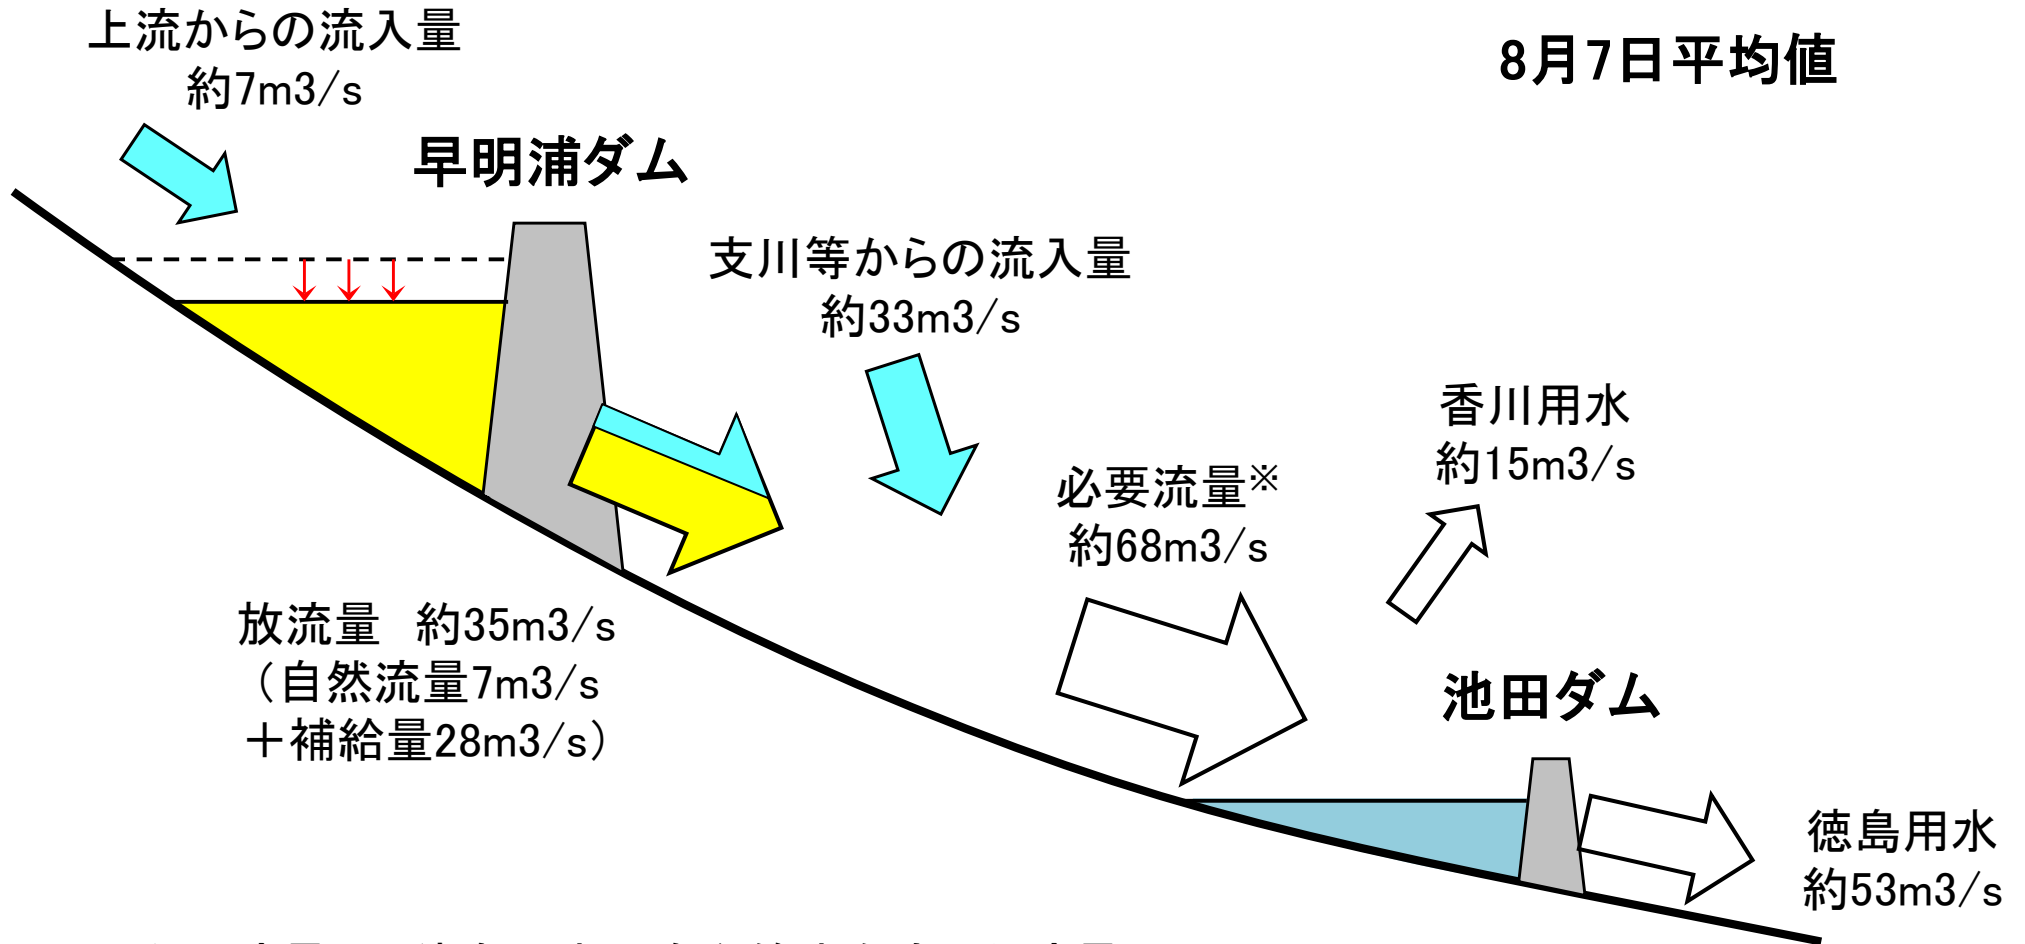 上流からの流入量
約7m3/s
8月7日平均値
早明浦ダム
支川等からの流入量
約33m3/s
香川用水
約15m3/s
必要流量※
約68m3/s
放流量 約35m3/s
（自然流量7m3/s
＋補給量28m3/s）
池田ダム
徳島用水
約53m3/s